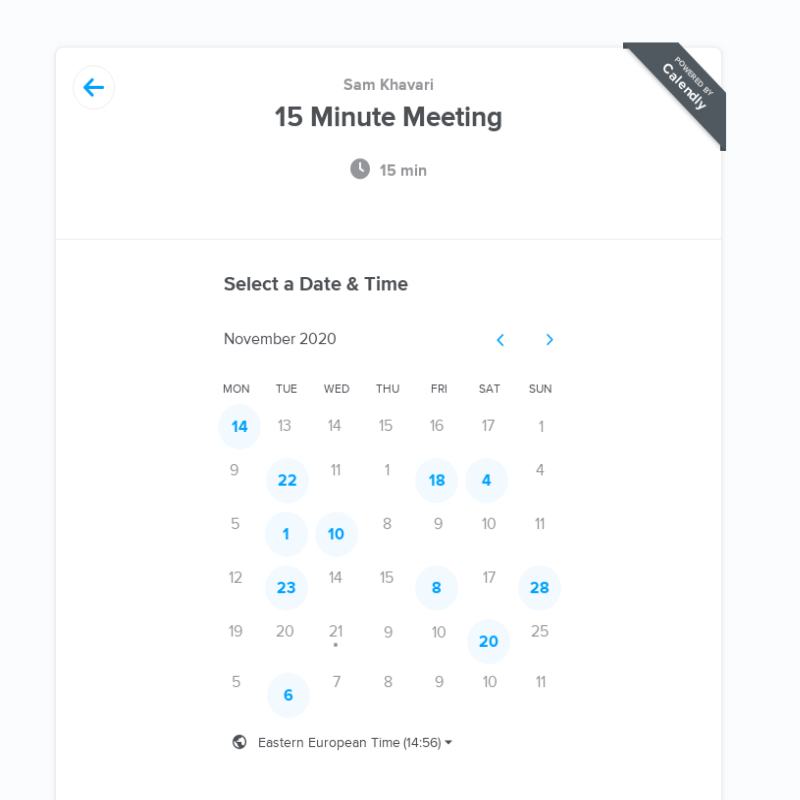 POWERED BY
Calendly
Sam Khavari
15 Minute Meeting
15 min
Select a Date & Time
November 2020
MON TUE WED THU FRI SAT SUN
14 13 14 15 16 17 1
9 22 11 1 18 4 4
5 1 10 8 9 10 11
12 23 14 15 8 17 28
19 20 21 9 10 20 25
5 6 7 8 9 10 11
Eastern European Time (14:56)